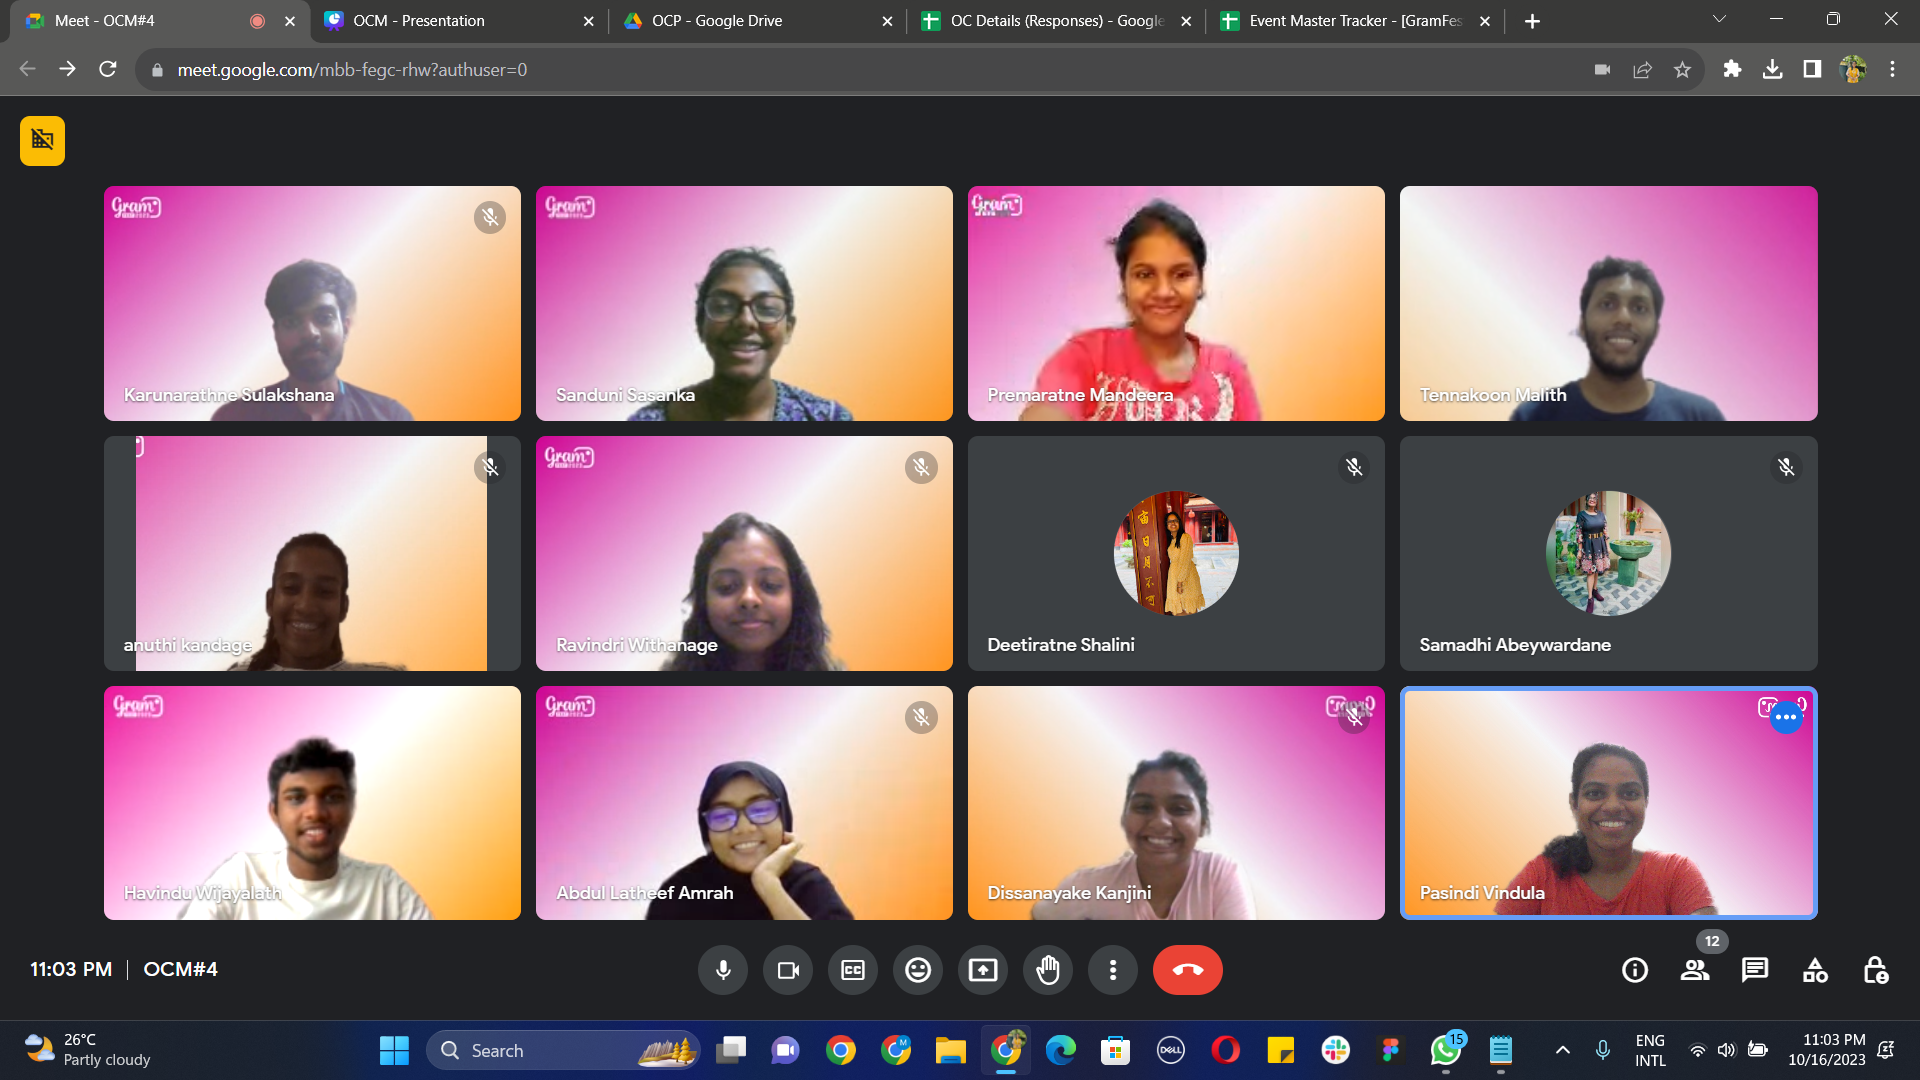 Meet - OCM#4
OCM - Presentation
OCP - Google Drive
OC Details (Responses) - Google
Event Master Tracker - [GramFes
meet.google.com/mbb-fegc-rhw?authuser=0
Gram
Gram
Gram
Karunarathne Sulakshana
Sanduni Sasanka
Premaratne Mandeera
Tennakoon Malith
Gram
anuthi kandage
Ravindri Withanage
Deetiratne Shalini
Samadhi Abeywardane
Gram
Gram
Havindu Wijayalath
Abdul Latheef Amrah
Dissanayake Kanjini
Pasindi Vindula
12
11:03 PM
OCM#4
CC
26°C
Partly cloudy
Search
M
DELL
15
ENG
INTL
11:03 PM
10/16/2023